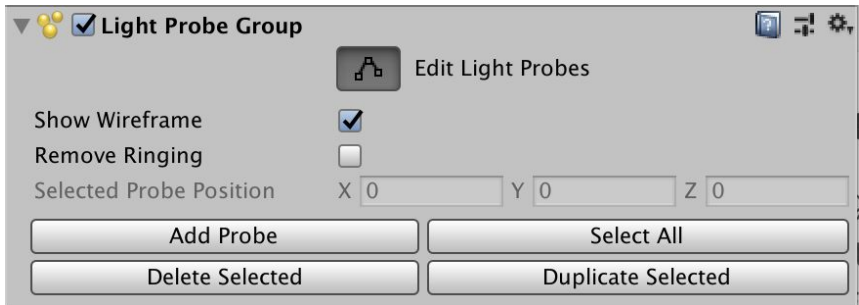 Light Probe Group
Edit Light Probes
Show Wireframe
Remove Ringing
Selected Probe Position X 0 Y 0 Z 0
Add Probe Select All
Delete Selected Duplicate Selected